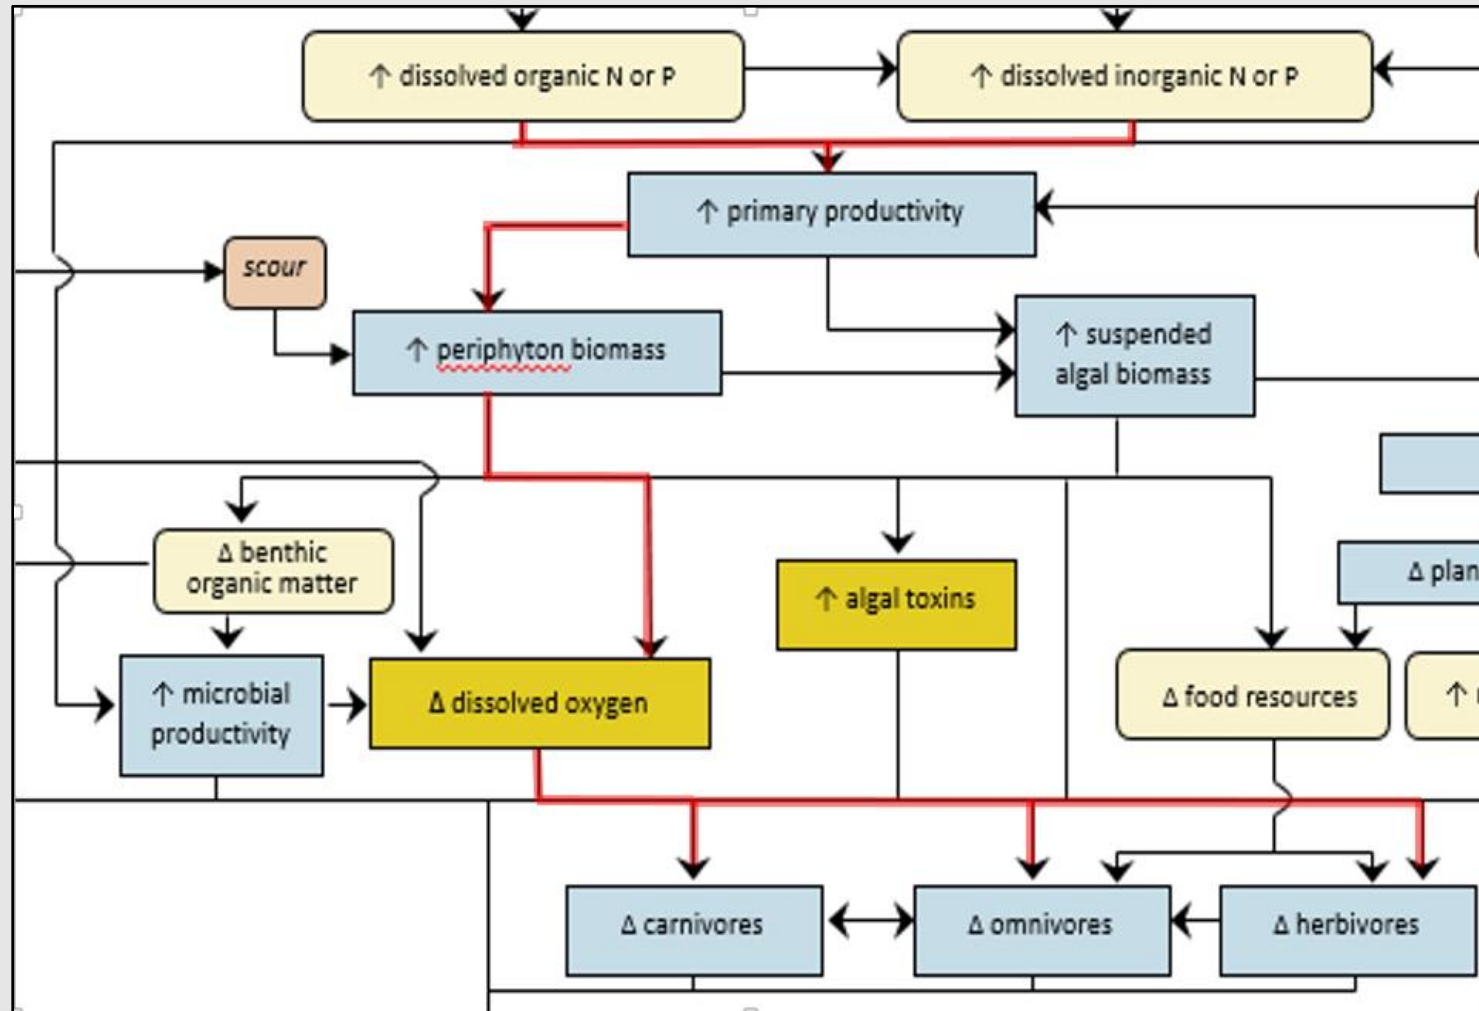 ↑ dissolved organic N or P
↑ dissolved inorganic N or P
↑ primary productivity
scour
↑ periphyton biomass
↑ suspended
algal biomass
Δ benthic
organic matter
↑ algal toxins
Δ plan
↑ microbial
productivity
Δ dissolved oxygen
Δ food resources
↑
Δ carnivores
Δ omnivores
Δ herbivores